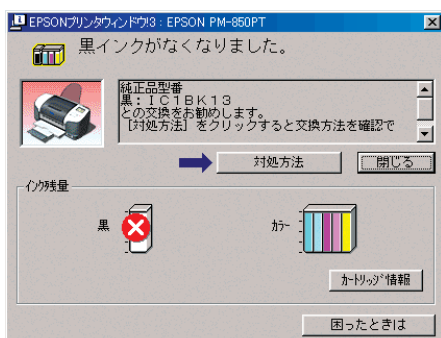 EPSONプリンタウィンドウ!3 : EPSON PM-850PT
黒インクがなくなりました。
純正品型番
黒：ＩＣ１ＢＫ１３
との交換をお勧めします。
［対処方法］をクリックすると交換方法を確認で
対処方法
閉じる
インク残量
黒
カラー
カートリッジ情報
困ったときは